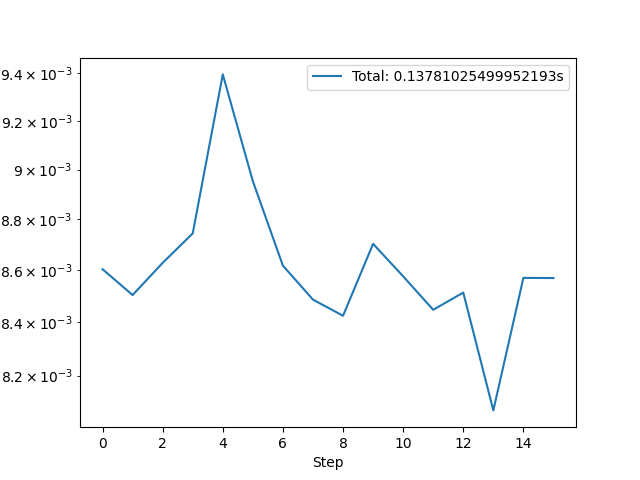 Total: 0.13781025499952193s
9.4 × 10⁻³
9.2 × 10⁻³
9 × 10⁻³
8.8 × 10⁻³
8.6 × 10⁻³
8.4 × 10⁻³
8.2 × 10⁻³
0 2 4 6 8 10 12 14
Step